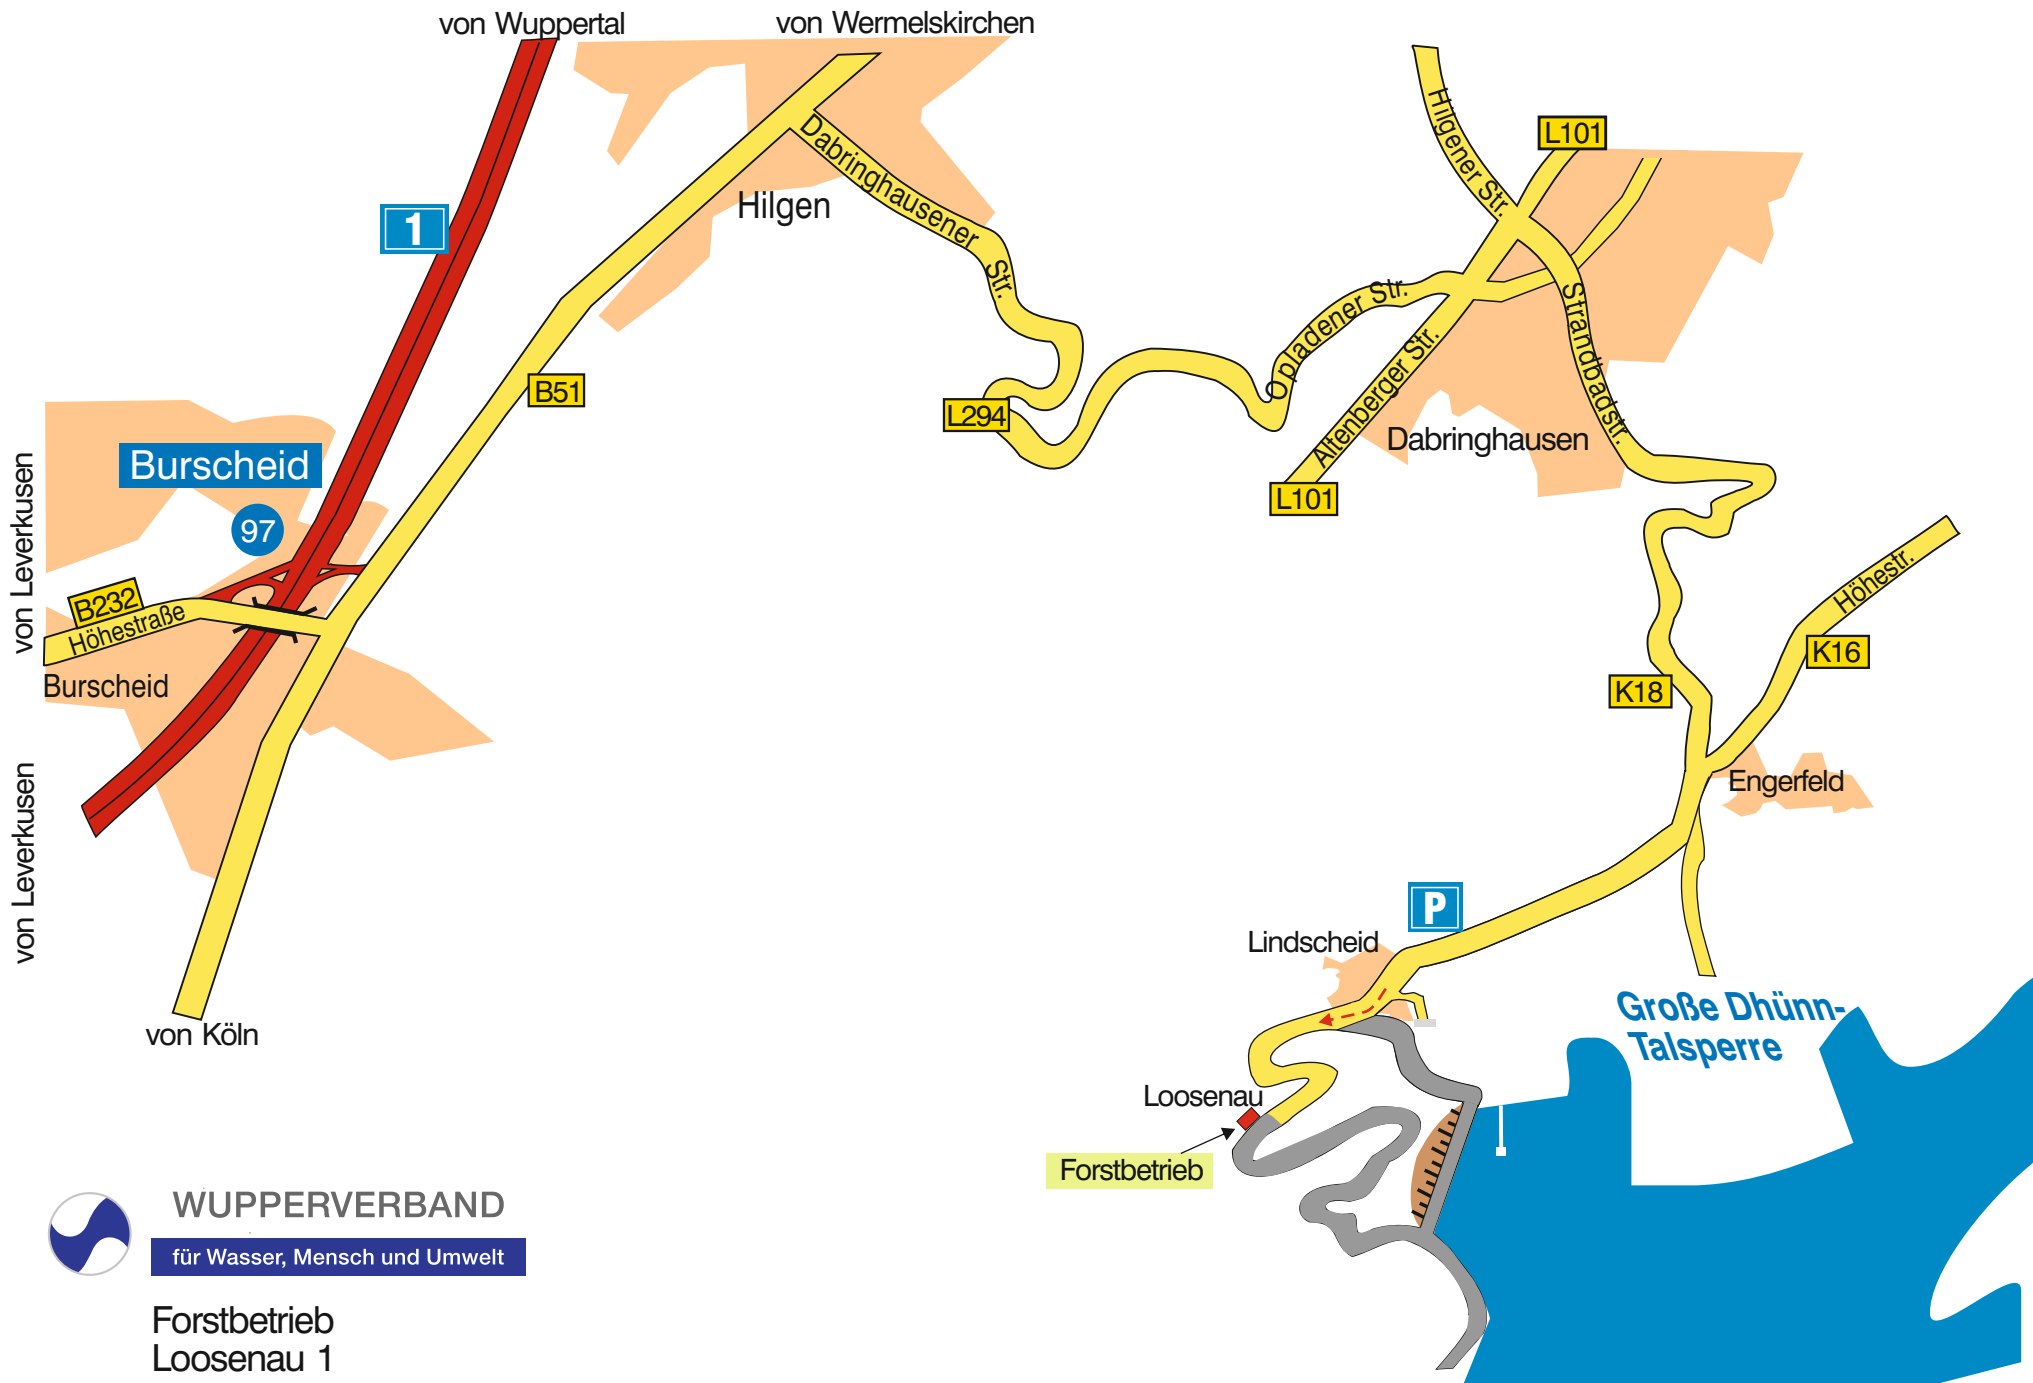 von Wuppertal
von Wermelskirchen
Hilgener Str.
L101
Dabringhausener Str.
Hilgen
1
Opladener Str.
Strandbadstr.
Altenberger Str.
B51
L294
Dabringhausen
L101
Burscheid
97
von Leverkusen
B232
Höhestraße
Burscheid
Höhestr.
K16
K18
Engerfeld
von Leverkusen
P
Lindscheid
von Köln
Große Dhünn-
Talsperre
Loosenau
Forstbetrieb
WUPPERVERBAND
für Wasser, Mensch und Umwelt
Forstbetrieb
Loosenau 1